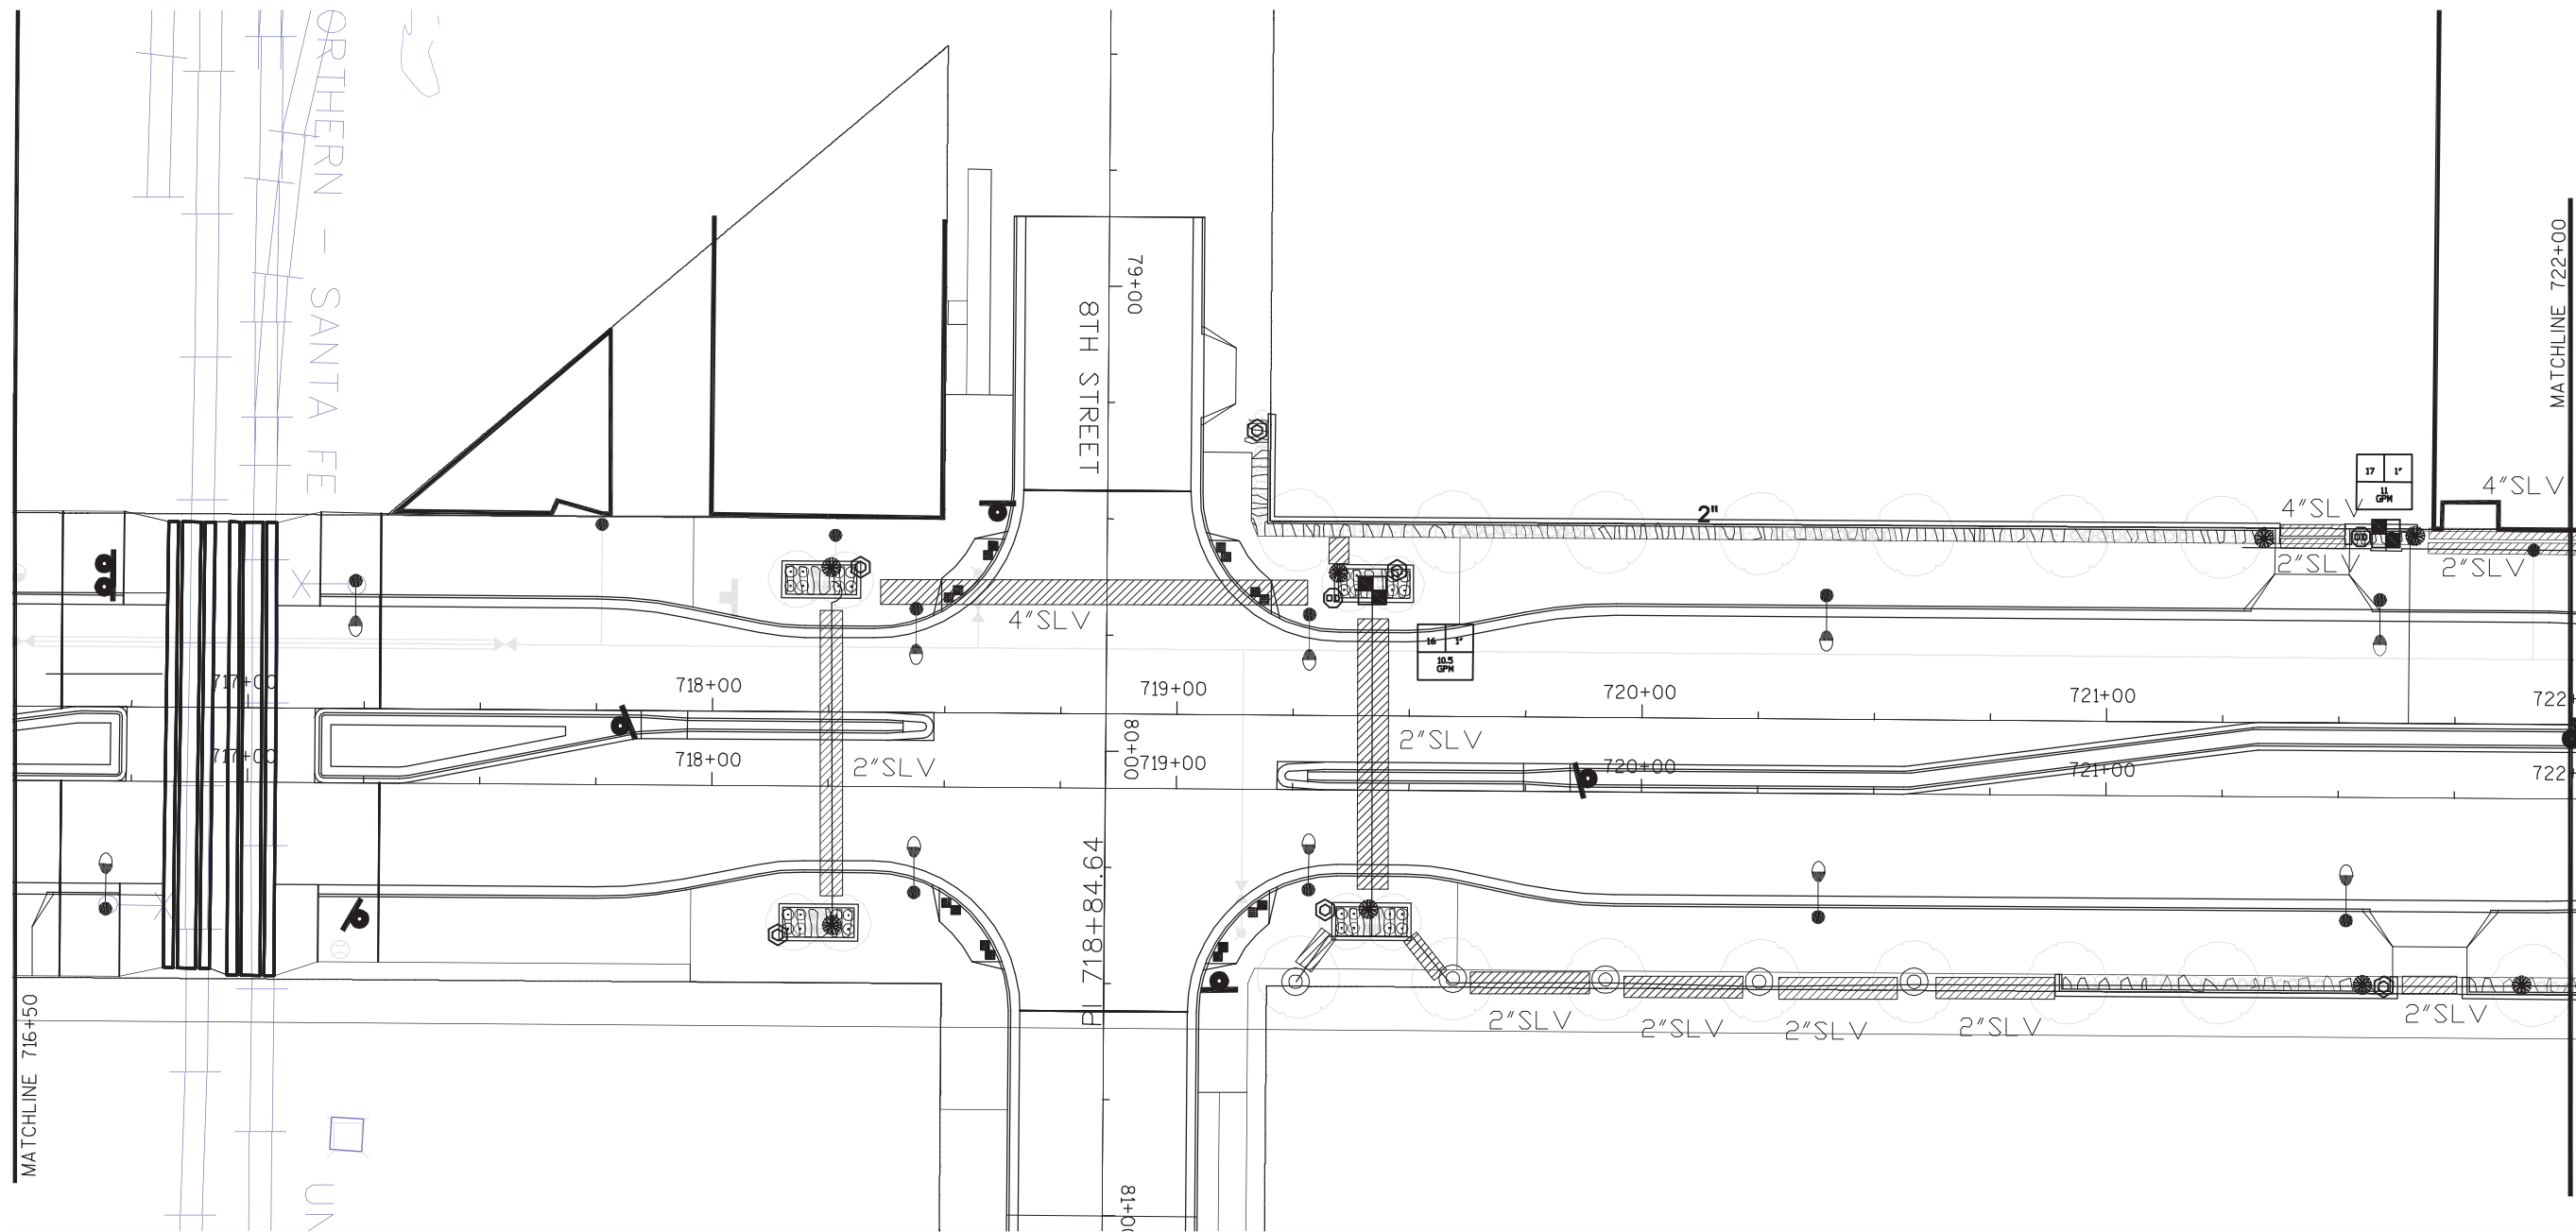 ORTHERN - SANTA FE
79+00
8TH STREET
MATCHLINE 722+00
17 1"
11
GPM
4"SLV
4"SLV
2"
2"SLV
2"SLV
4"SLV
16 1"
10.5
GPM
717+00
718+00
719+00
720+00
721+00
722+
80+00
2"SLV
2"SLV
717+00
718+00
719+00
720+00
721+00
722+
PI 718+84.64
MATCHLINE 716+50
2"SLV
2"SLV
2"SLV
2"SLV
2"SLV
81+00
UN